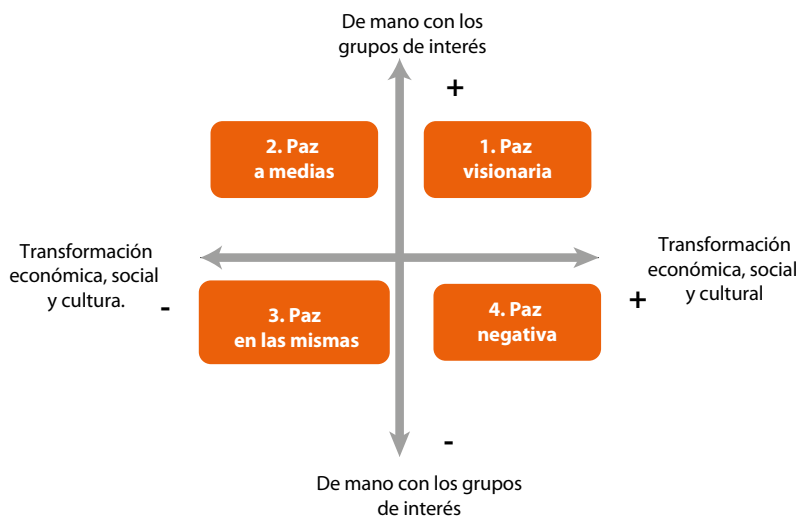 De mano con los
grupos de interés
+
2. Paz
a medias
1. Paz
visionaria
Transformación
económica, social
y cultura.
-
Transformación
económica, social
y cultural
+
3. Paz
en las mismas
4. Paz
negativa
-
De mano con los grupos
de interés